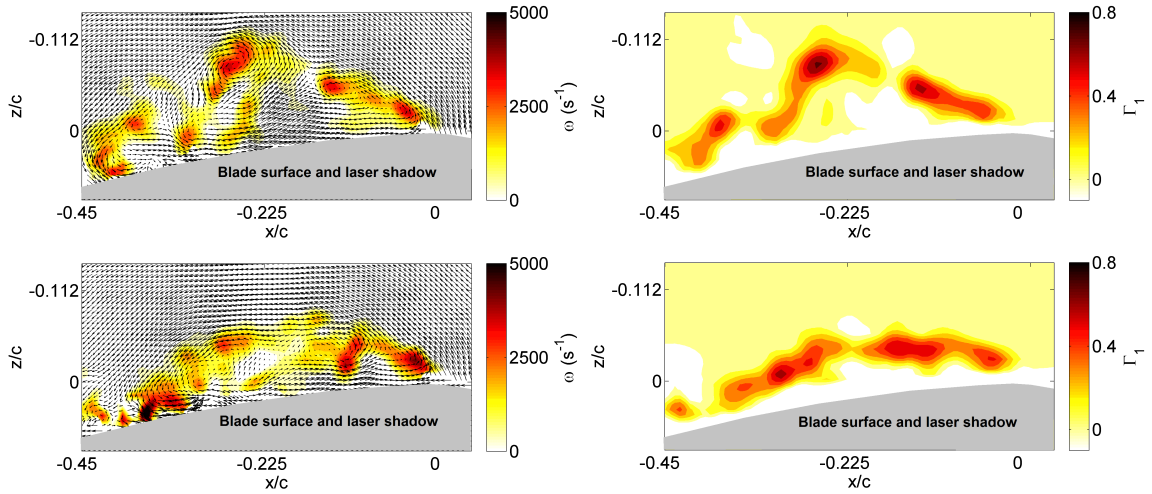 5000
2500
0
ω (s⁻¹)
-0.112
0
z/c
Blade surface and laser shadow
-0.45
-0.225
0
x/c
0.8
0.4
0
Γ₁
-0.112
0
z/c
Blade surface and laser shadow
-0.45
-0.225
0
x/c
5000
2500
0
ω (s⁻¹)
-0.112
0
z/c
Blade surface and laser shadow
-0.45
-0.225
0
x/c
0.8
0.4
0
Γ₁
-0.112
0
z/c
Blade surface and laser shadow
-0.45
-0.225
0
x/c